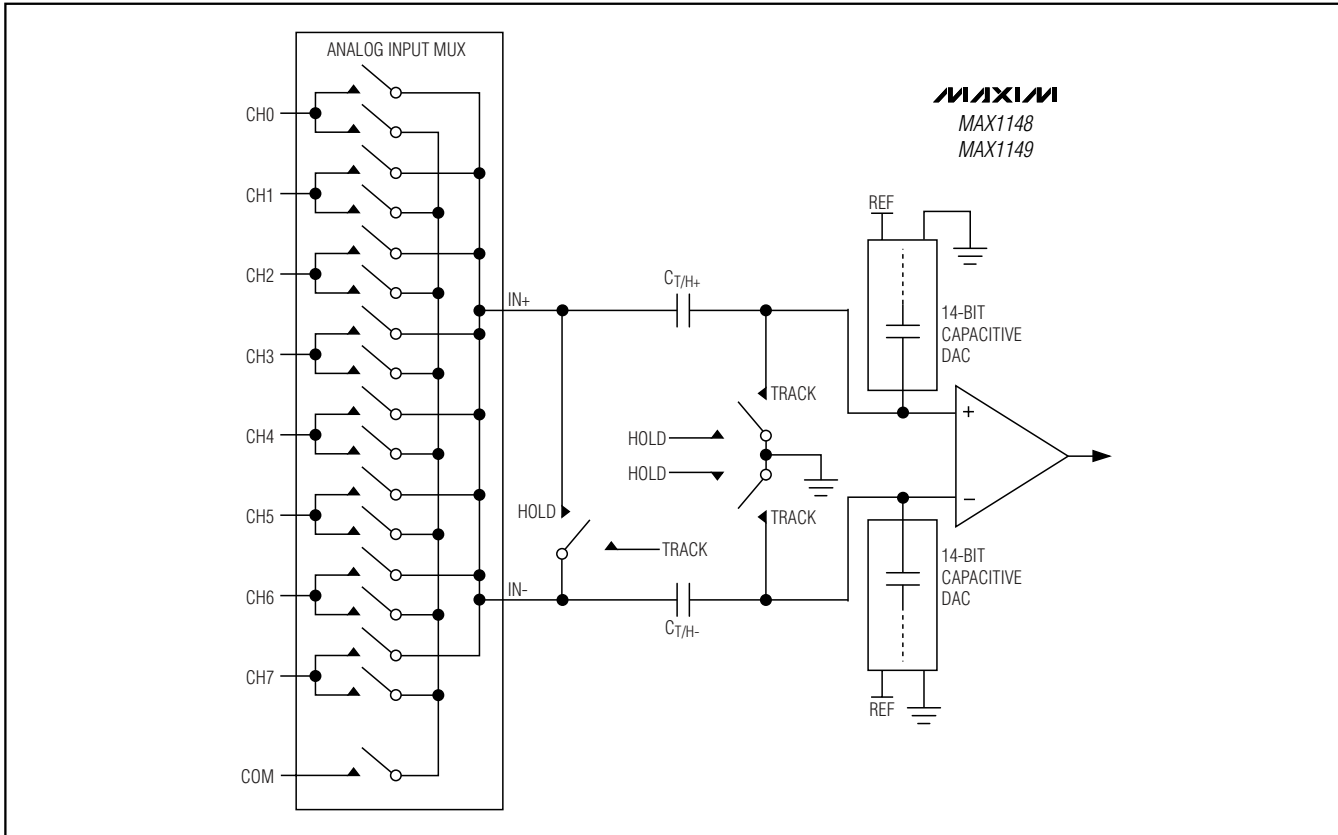 ANALOG INPUT MUX
MAXIM
MAX1148
MAX1149
CH0
CH1
CH2
CH3
CH4
CH5
CH6
CH7
COM
IN+
IN-
CT/H+
CT/H-
HOLD
TRACK
TRACK
HOLD
HOLD
TRACK
REF
14-BIT
CAPACITIVE
DAC
+
−
14-BIT
CAPACITIVE
DAC
REF